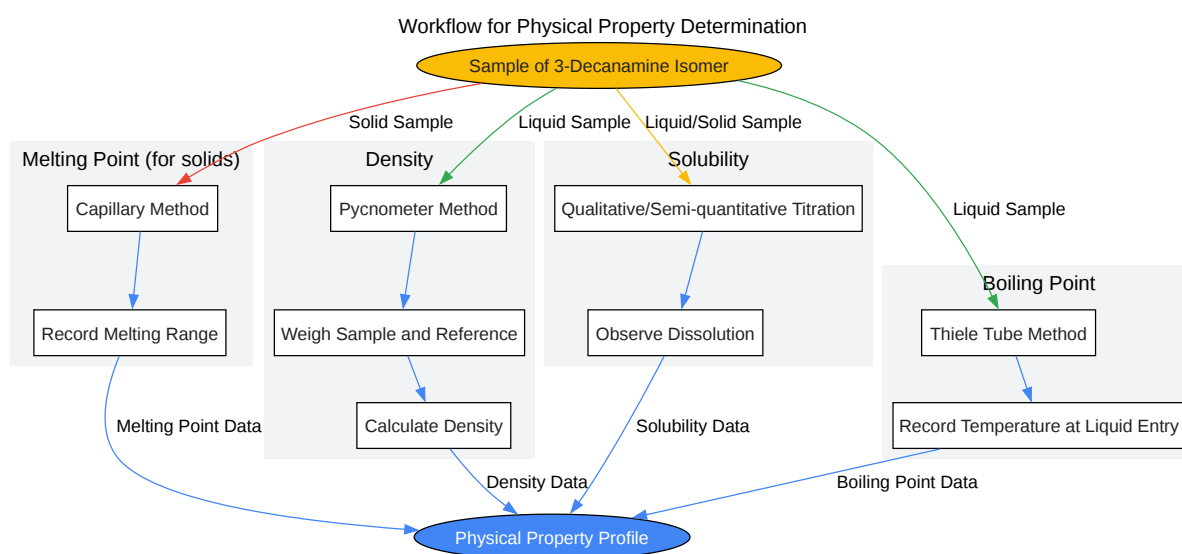 Workflow for Physical Property Determination
Sample of 3-Decanamine Isomer
Solid Sample
Liquid Sample
Liquid/Solid Sample
Liquid Sample
Melting Point (for solids)
Capillary Method
Record Melting Range
Density
Pycnometer Method
Weigh Sample and Reference
Calculate Density
Solubility
Qualitative/Semi-quantitative Titration
Observe Dissolution
Boiling Point
Thiele Tube Method
Record Temperature at Liquid Entry
Melting Point Data
Density Data
Solubility Data
Boiling Point Data
Physical Property Profile